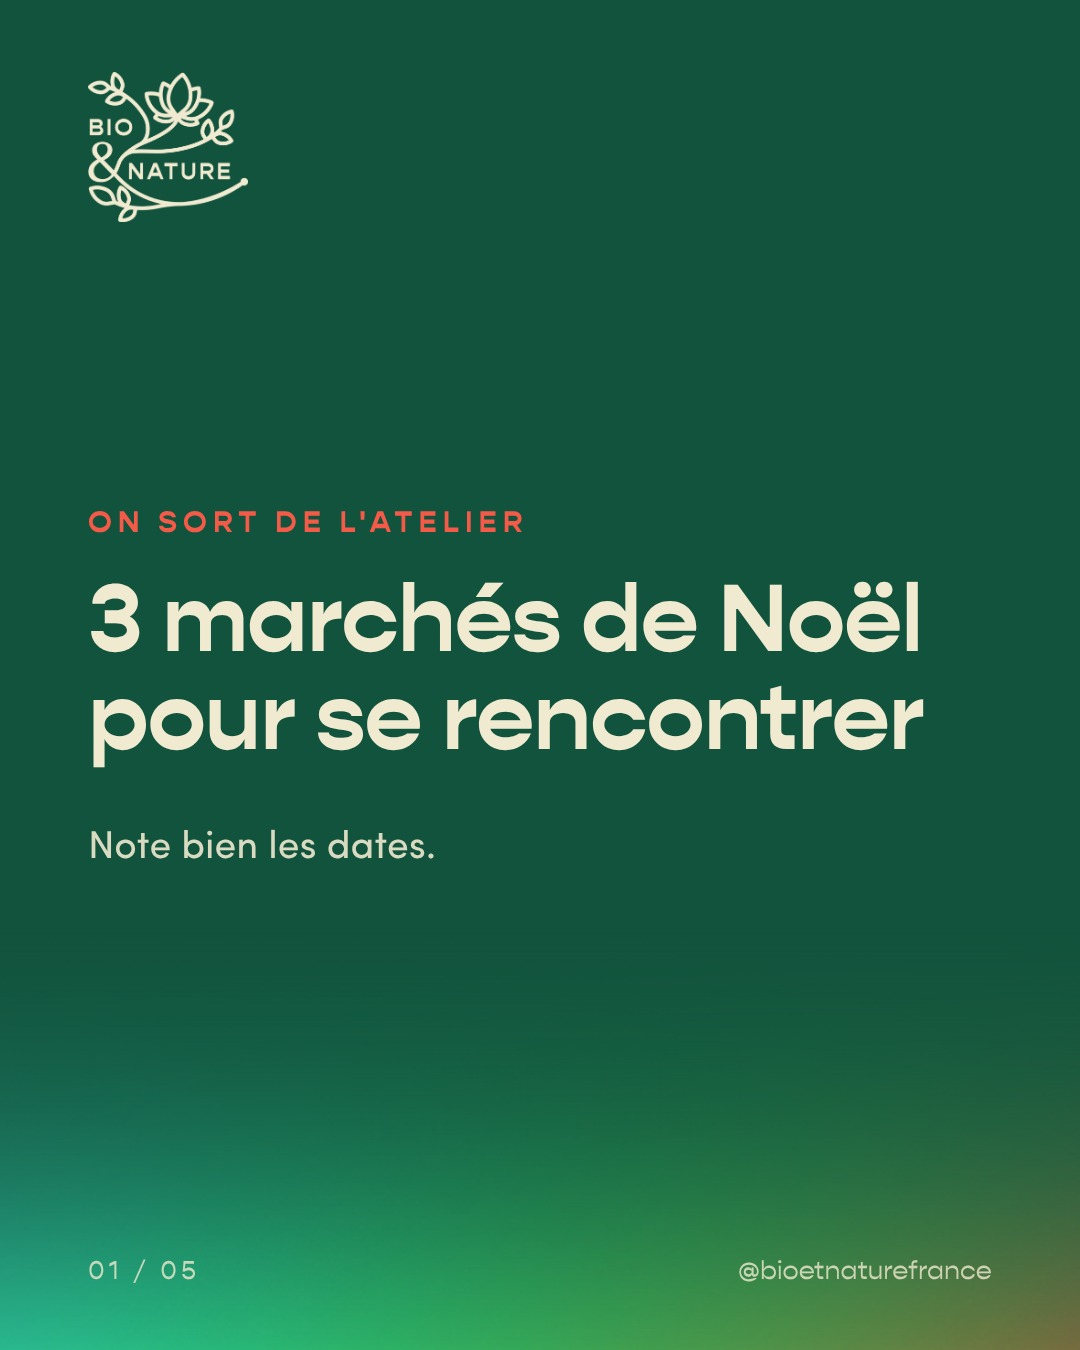 BIO
& NATURE
ON SORT DE L'ATELIER
3 marchés de Noël
pour se rencontrer
Note bien les dates.
01 / 05
@bioetnaturefrance